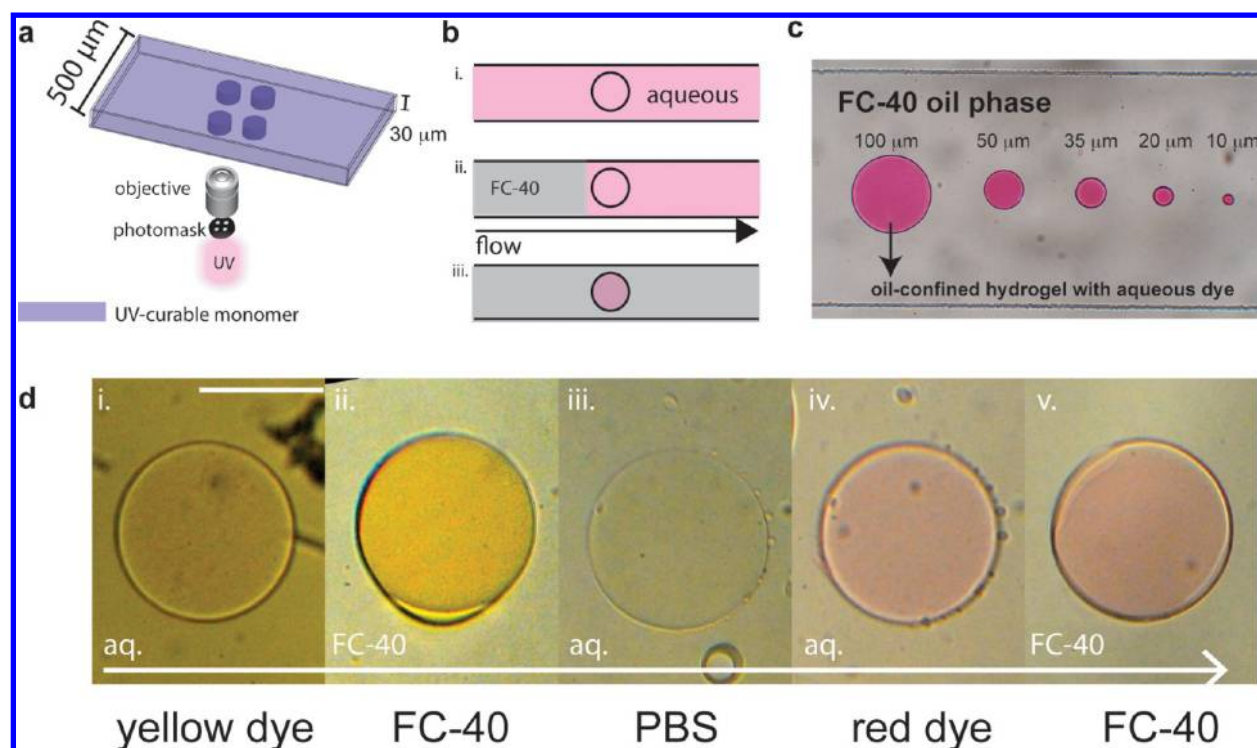 a
500 μm
30 μm
objective
photomask
UV
UV-curable monomer
b
i.
aqueous
ii.
FC-40
flow
iii.
c
FC-40 oil phase
100 μm 50 μm 35 μm 20 μm 10 μm
oil-confined hydrogel with aqueous dye
d
i. ii. iii. iv. v.
aq. FC-40 aq. aq. FC-40
yellow dye FC-40 PBS red dye FC-40